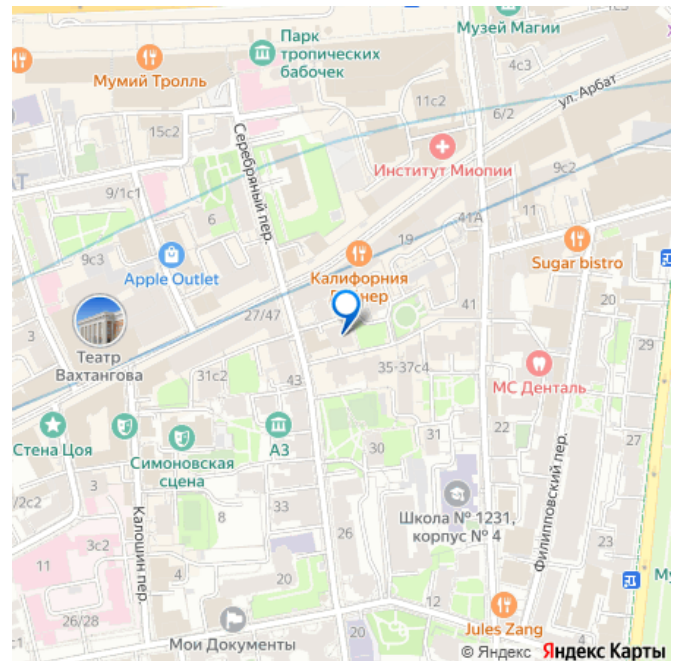 Музей Магии
Парк
тропических
бабочек
4с3
Мумий Тролль
ул. Арбат
11с2
6/2
15с2
Серебряный пер.
Институт Миопии
9с2
АТ
9/1с1
6
41А
11
19
9с3
Apple Outlet
Калифорния
Sugar bistro
20
27/47
41
3
Театр
Вахтангова
29
31с2
43
35-37с4
МС Денталь
Стена Цоя
Симоновская
сцена
А3
30
31
27
3
/2с2
Калошин пер.
33
8
Школа № 1231,
корпус № 4
Филипповский пер.
3с2
26
23
11
4
20
12
Му
26/28
Мои Документы
20
Jules Zang
© Яндекс Яндекс Карты